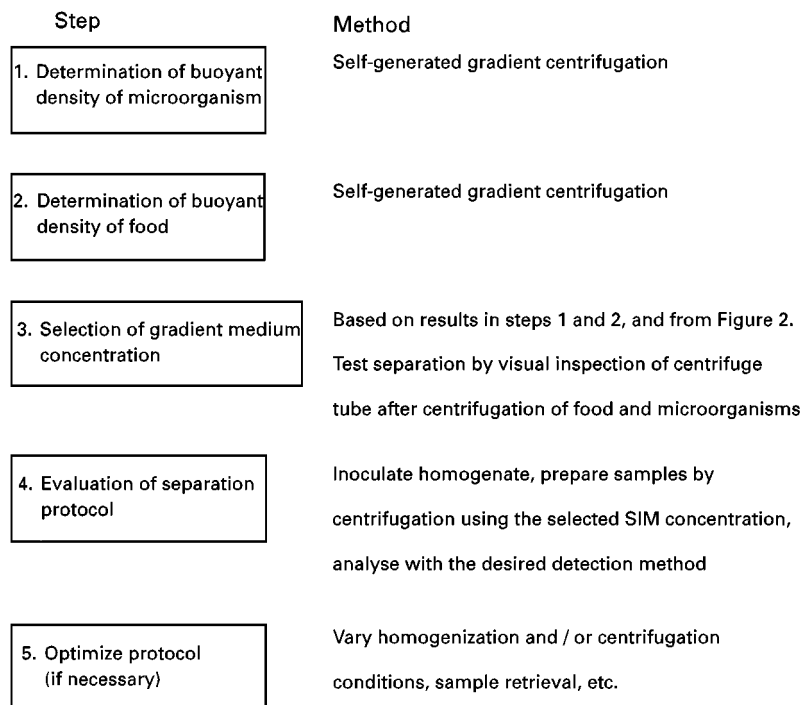 Step
Method
1. Determination of buoyant
density of microorganism
Self-generated gradient centrifugation
2. Determination of buoyant
density of food
Self-generated gradient centrifugation
3. Selection of gradient medium
concentration
Based on results in steps 1 and 2, and from Figure 2.
Test separation by visual inspection of centrifuge
tube after centrifugation of food and microorganisms
4. Evaluation of separation
protocol
Inoculate homogenate, prepare samples by
centrifugation using the selected SIM concentration,
analyse with the desired detection method
5. Optimize protocol
(if necessary)
Vary homogenization and / or centrifugation
conditions, sample retrieval, etc.